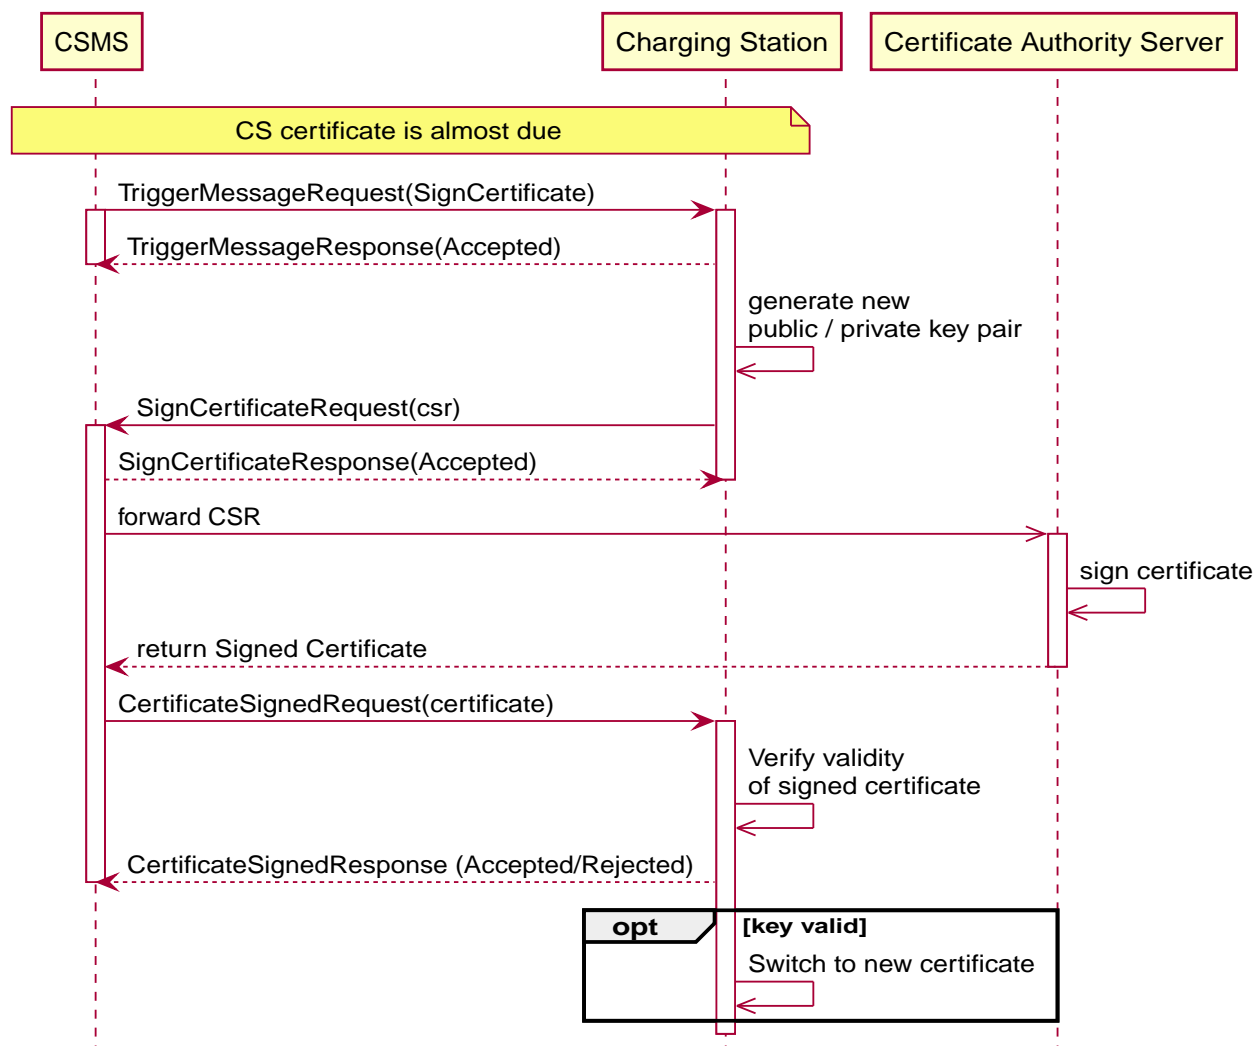 CSMS
Charging Station
Certificate Authority Server
CS certificate is almost due
TriggerMessageRequest(SignCertificate)
TriggerMessageResponse(Accepted)
generate new
public / private key pair
SignCertificateRequest(csr)
SignCertificateResponse(Accepted)
forward CSR
sign certificate
return Signed Certificate
CertificateSignedRequest(certificate)
Verify validity
of signed certificate
CertificateSignedResponse (Accepted/Rejected)
opt
[key valid]
Switch to new certificate